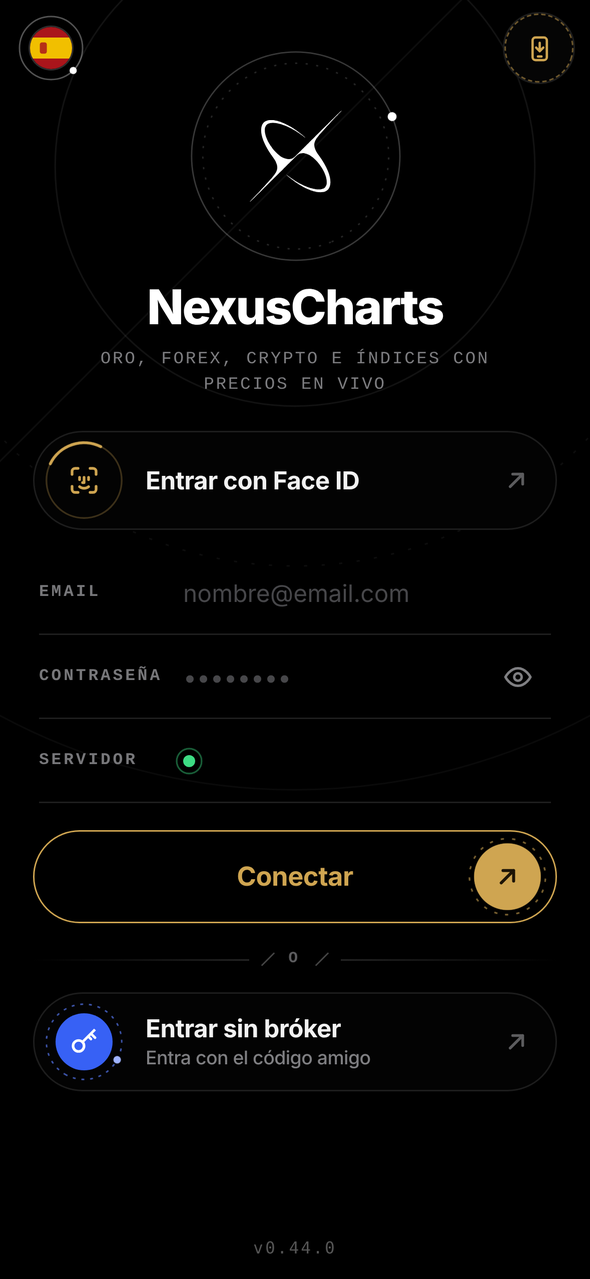 NexusCharts
ORO, FOREX, CRYPTO E ÍNDICES CON
PRECIOS EN VIVO
Entrar con Face ID
EMAIL nombre@email.com
CONTRASEÑA ••••••••
SERVIDOR
Conectar
O
Entrar sin bróker
Entra con el código amigo
v0.44.0